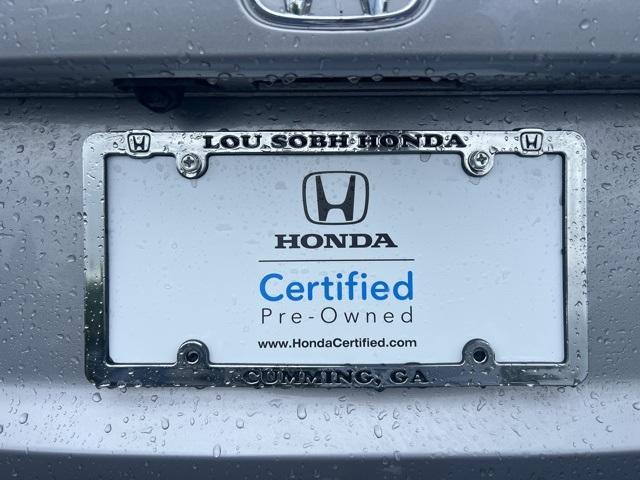 LOU SOBH HONDA
HONDA
Certified
Pre-Owned
www.HondaCertified.com
CUMMING, GA